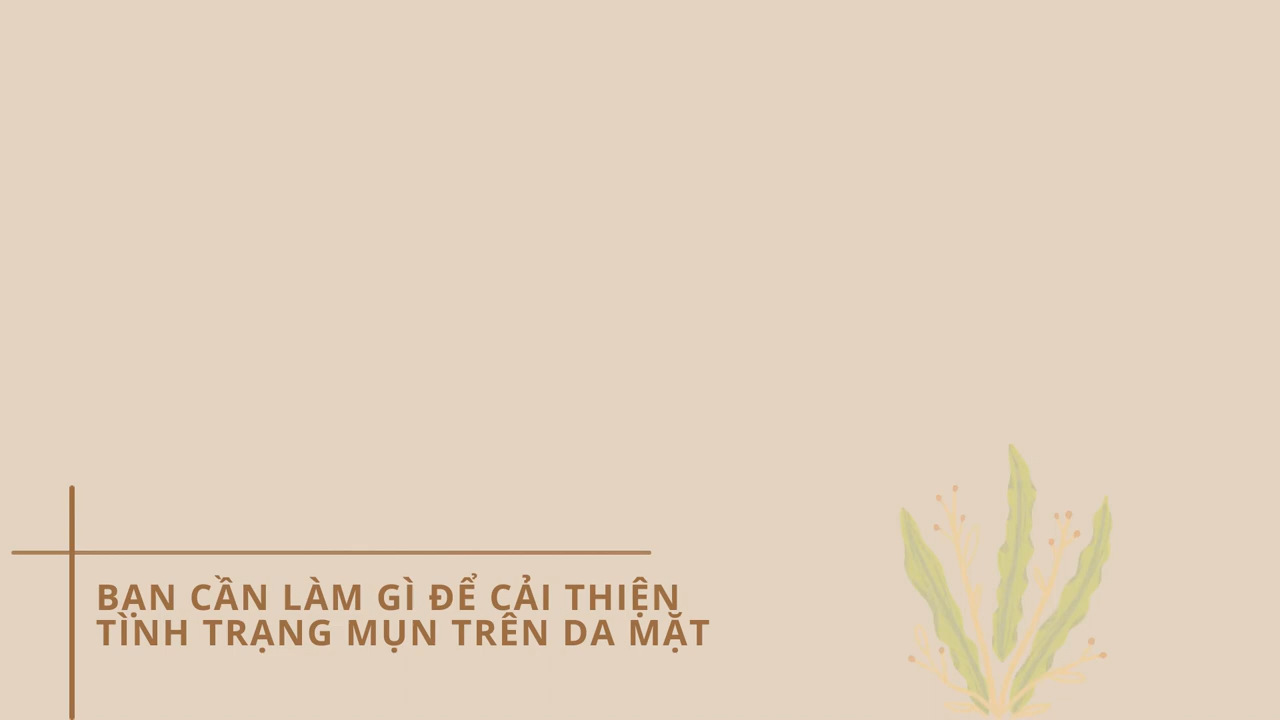 BẠN CẦN LÀM GÌ ĐỂ CẢI THIỆN
TÌNH TRẠNG MỤN TRÊN DA MẶT